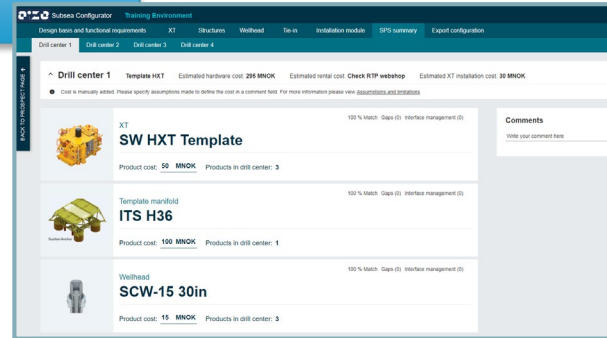 Subsea Configurator Training Environment
Design basis and functional requirements XT Structures Wellhead Tie-in Installation module SPS summary Export configuration
Drill center 1 Drill center 2 Drill center 3 Drill center 4
BACK TO PROSPECT PAGE
Drill center 1 Template HXT Estimated hardware cost: 295 MNOK Estimated rental cost: Check RTP webshop Estimated XT installation cost: 30 MNOK
Cost is manually added. Please specify assumptions made to define the cost in a comment field. For more information please view Assumptions and limitations
Comments
Write your comment here
100 % Match Gaps (0) Interface management (0)
XT
SW HXT Template
Product cost: 50 MNOK Products in drill center: 3
100 % Match Gaps (0) Interface management (0)
Template manifold
ITS H36
Product cost: 100 MNOK Products in drill center: 1
100 % Match Gaps (0) Interface management (0)
Wellhead
SCW-15 30in
Product cost: 15 MNOK Products in drill center: 3